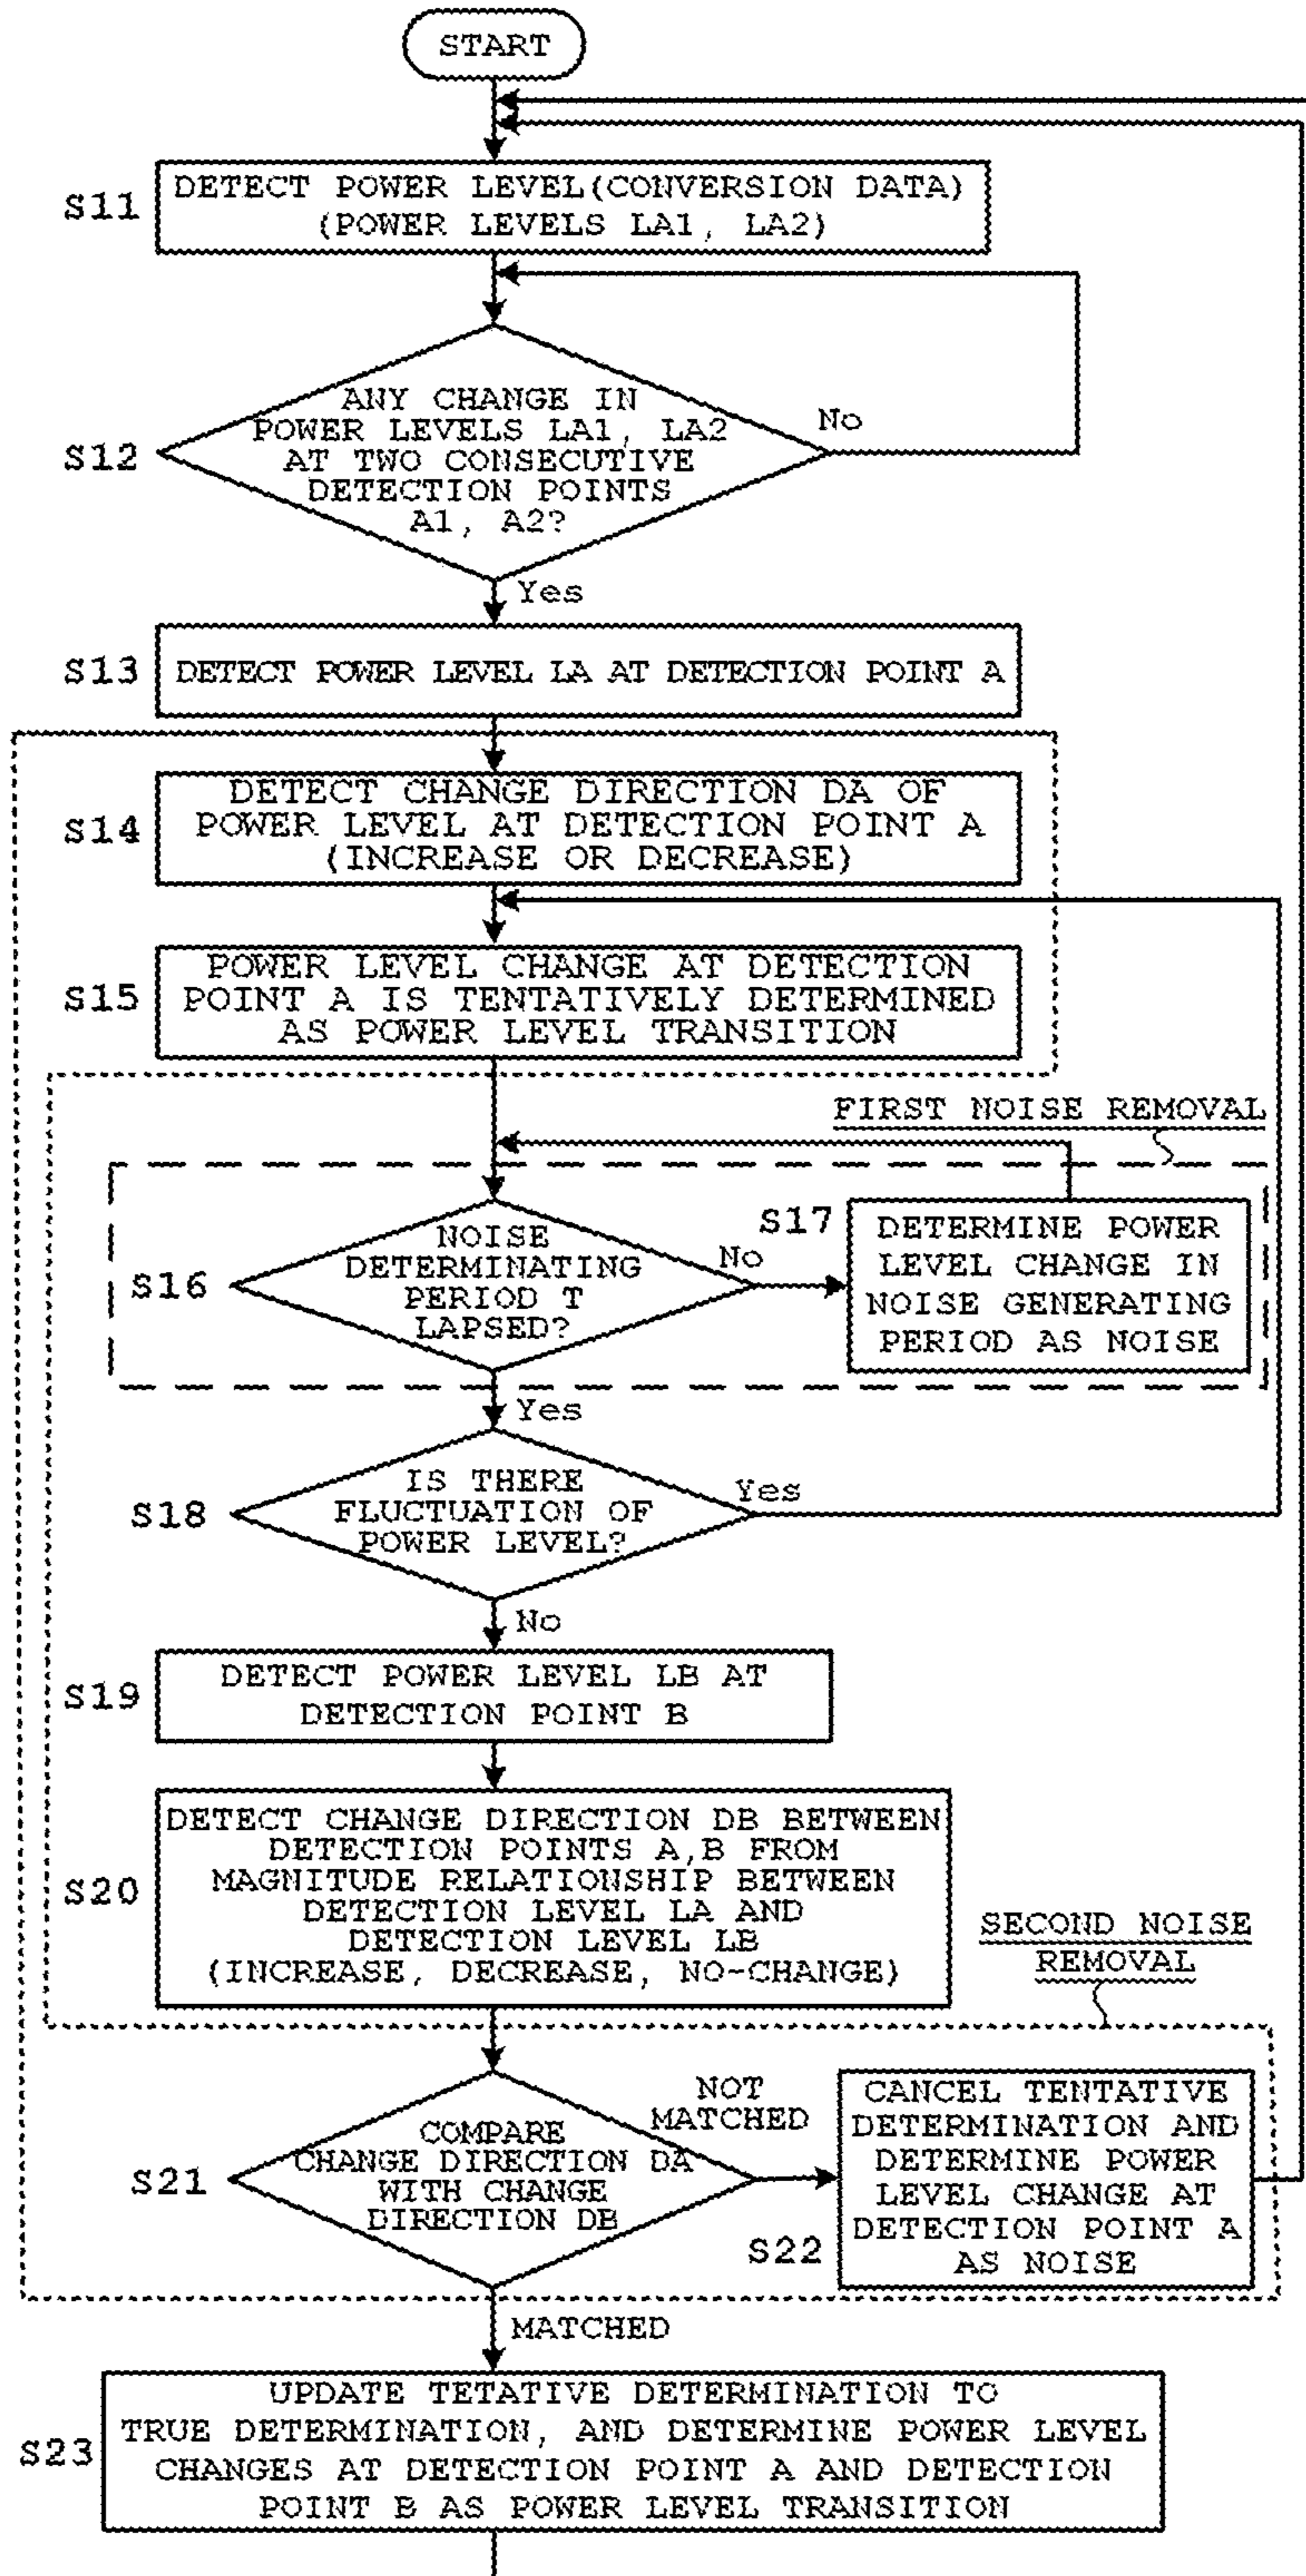 START
S11
DETECT POWER LEVEL(CONVERSION DATA)
(POWER LEVELS LA1, LA2)
S12
ANY CHANGE IN
POWER LEVELS LA1, LA2
AT TWO CONSECUTIVE
DETECTION POINTS
A1, A2?
No
Yes
S13
DETECT POWER LEVEL LA AT DETECTION POINT A
S14
DETECT CHANGE DIRECTION DA OF
POWER LEVEL AT DETECTION POINT A
(INCREASE OR DECREASE)
S15
POWER LEVEL CHANGE AT DETECTION
POINT A IS TENTATIVELY DETERMINED
AS POWER LEVEL TRANSITION
FIRST NOISE REMOVAL
S16
NOISE
DETERMINATING
PERIOD T
LAPSED?
No
S17
DETERMINE POWER
LEVEL CHANGE IN
NOISE GENERATING
PERIOD AS NOISE
Yes
S18
IS THERE
FLUCTUATION OF
POWER LEVEL?
Yes
No
S19
DETECT POWER LEVEL LB AT
DETECTION POINT B
S20
DETECT CHANGE DIRECTION DB BETWEEN
DETECTION POINTS A,B FROM
MAGNITUDE RELATIONSHIP BETWEEN
DETECTION LEVEL LA AND
DETECTION LEVEL LB
(INCREASE, DECREASE, NO-CHANGE)
SECOND NOISE
REMOVAL
S21
COMPARE
CHANGE DIRECTION DA
WITH CHANGE
DIRECTION DB
NOT
MATCHED
S22
CANCEL TENTATIVE
DETERMINATION AND
DETERMINE POWER
LEVEL CHANGE AT
DETECTION POINT A
AS NOISE
MATCHED
S23
UPDATE TETATIVE DETERMINATION TO
TRUE DETERMINATION, AND DETERMINE POWER LEVEL
CHANGES AT DETECTION POINT A AND DETECTION
POINT B AS POWER LEVEL TRANSITION